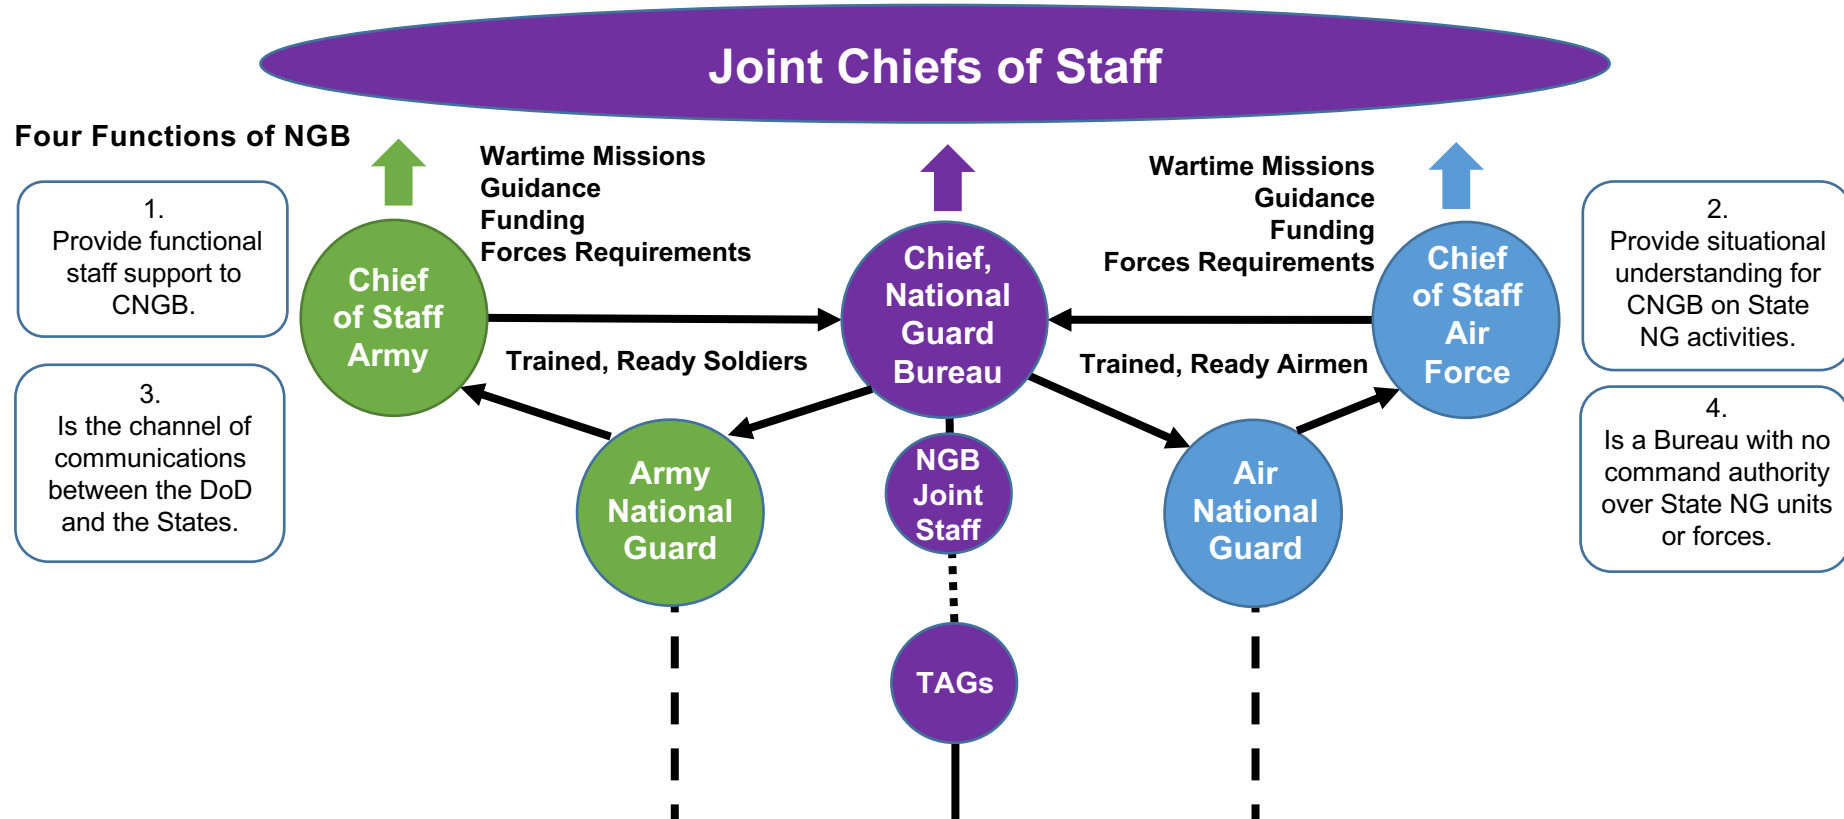 Joint Chiefs of Staff
Four Functions of NGB
1.
Provide functional
staff support to
CNGB.
3.
Is the channel of
communications
between the DoD
and the States.
Chief
of Staff
Army
Wartime Missions
Guidance
Funding
Forces Requirements
Trained, Ready Soldiers
Army
National
Guard
Chief,
National
Guard
Bureau
NGB
Joint
Staff
TAGs
Wartime Missions
Guidance
Funding
Forces Requirements
Trained, Ready Airmen
Air
National
Guard
Chief
of Staff
Air
Force
2.
Provide situational
understanding for
CNGB on State
NG activities.
4.
Is a Bureau with no
command authority
over State NG units
or forces.